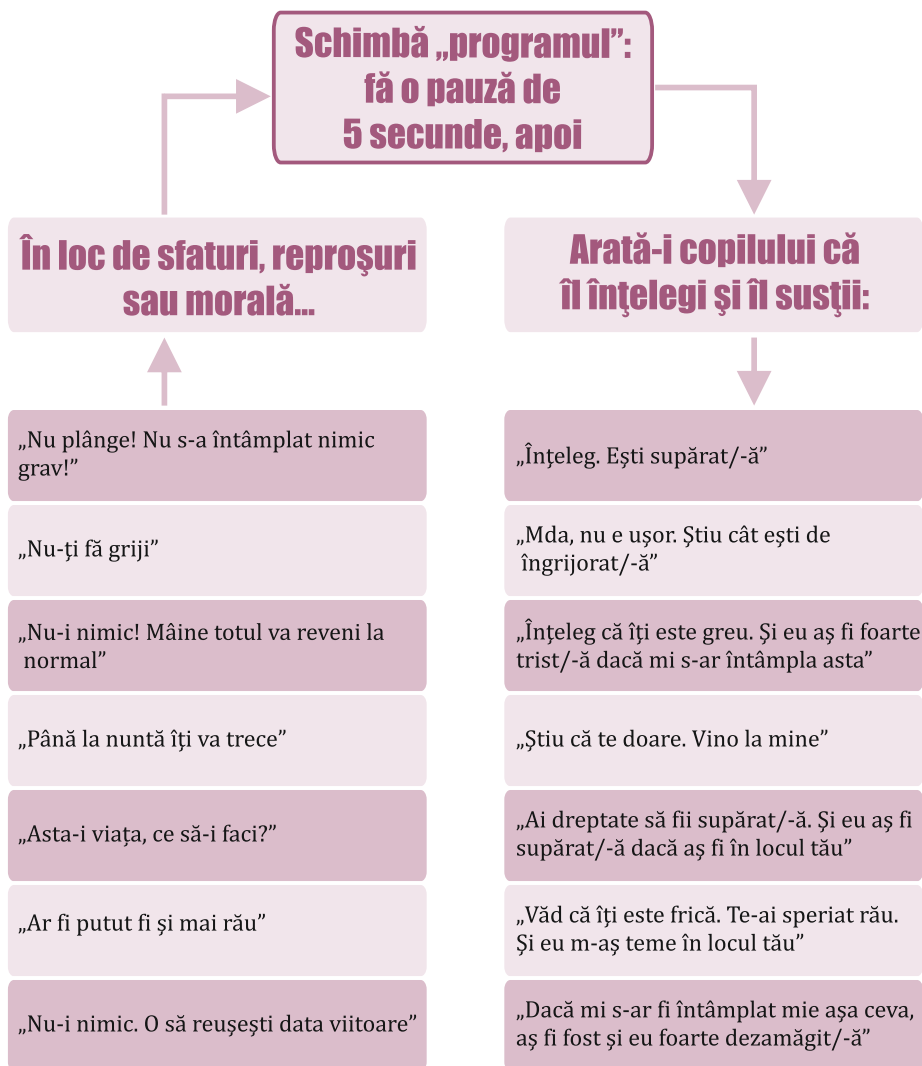 Schimbă „programul”:
fă o pauză de
5 secunde, apoi
În loc de sfaturi, reproşuri
sau morală...
„Nu plânge! Nu s-a întâmplat nimic
grav!”
„Nu-ţi fă griji”
„Nu-i nimic! Mâine totul va reveni la
normal”
„Până la nuntă îţi va trece”
„Asta-i viaţa, ce să-i faci?”
„Ar fi putut fi şi mai rău”
„Nu-i nimic. O să reuşeşti data viitoare”
Arată-i copilului că
îl înţelegi şi îl susţii:
„Înţeleg. Eşti supărat/-ă”
„Mda, nu e uşor. Ştiu cât eşti de
îngrijorat/-ă”
„Înţeleg că îţi este greu. Şi eu aş fi foarte
trist/-ă dacă mi s-ar întâmpla asta”
„Ştiu că te doare. Vino la mine”
„Ai dreptate să fii supărat/-ă. Şi eu aş fi
supărat/-ă dacă aş fi în locul tău”
„Văd că îţi este frică. Te-ai speriat rău.
Şi eu m-aş teme în locul tău”
„Dacă mi s-ar fi întâmplat mie aşa ceva,
aş fi fost şi eu foarte dezamăgit/-ă”